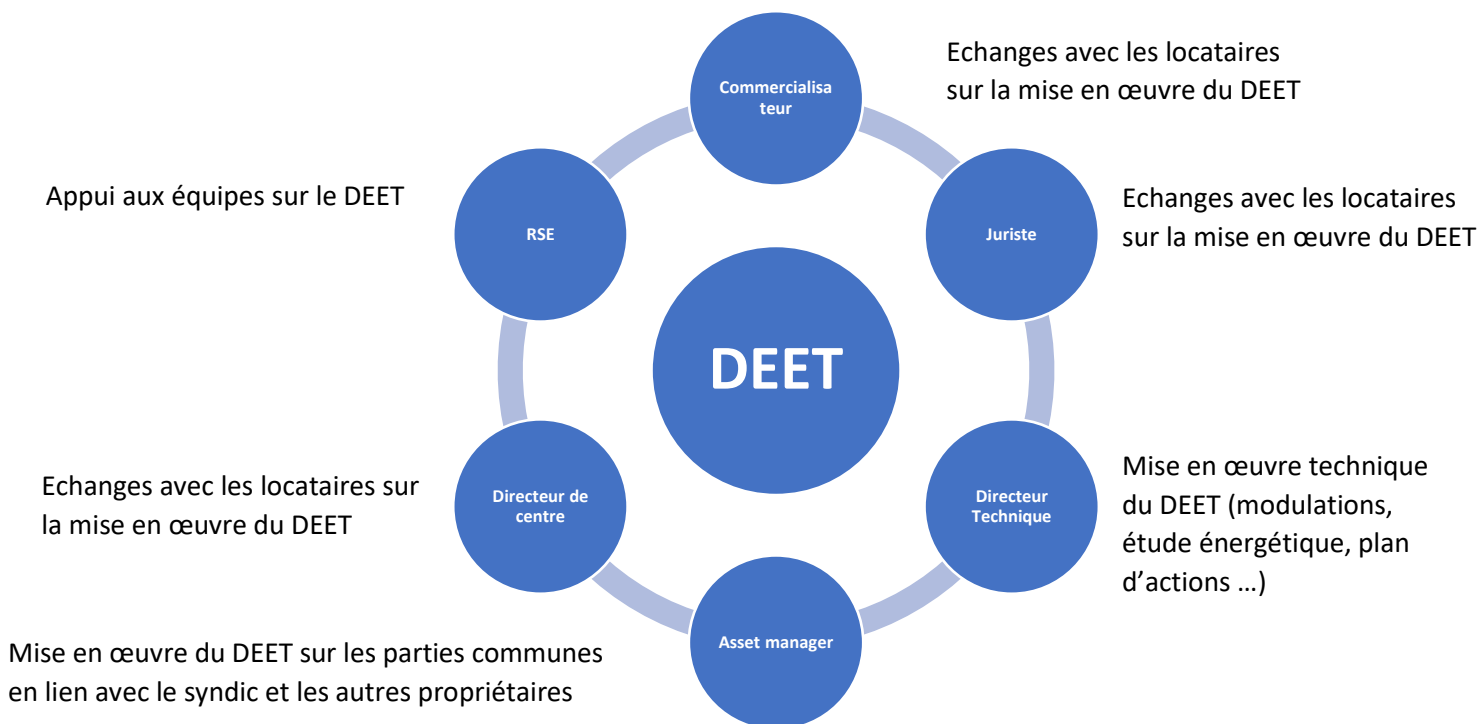 Commercialisa
teur
Echanges avec les locataires
sur la mise en œuvre du DEET
Appui aux équipes sur le DEET
RSE
Juriste
Echanges avec les locataires
sur la mise en œuvre du DEET
DEET
Echanges avec les locataires sur
la mise en œuvre du DEET
Directeur de
centre
Directeur
Technique
Mise en œuvre technique
du DEET (modulations,
étude énergétique, plan
d’actions …)
Asset manager
Mise en œuvre du DEET sur les parties communes
en lien avec le syndic et les autres propriétaires